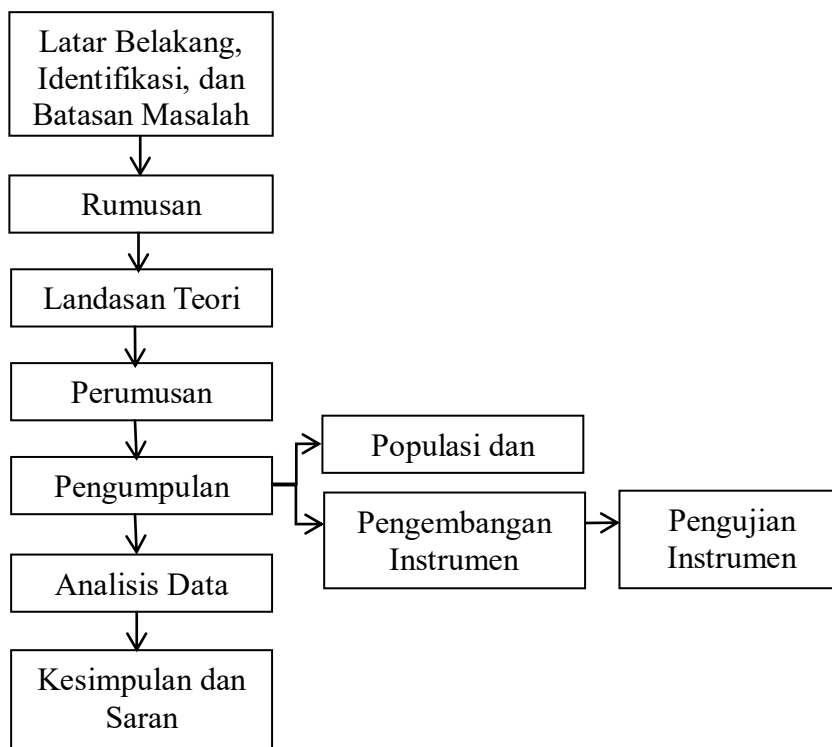 Latar Belakang,
Identifikasi, dan
Batasan Masalah
Rumusan
Landasan Teori
Perumusan
Pengumpulan
Populasi dan
Pengembangan
Instrumen
Pengujian
Instrumen
Analisis Data
Kesimpulan dan
Saran